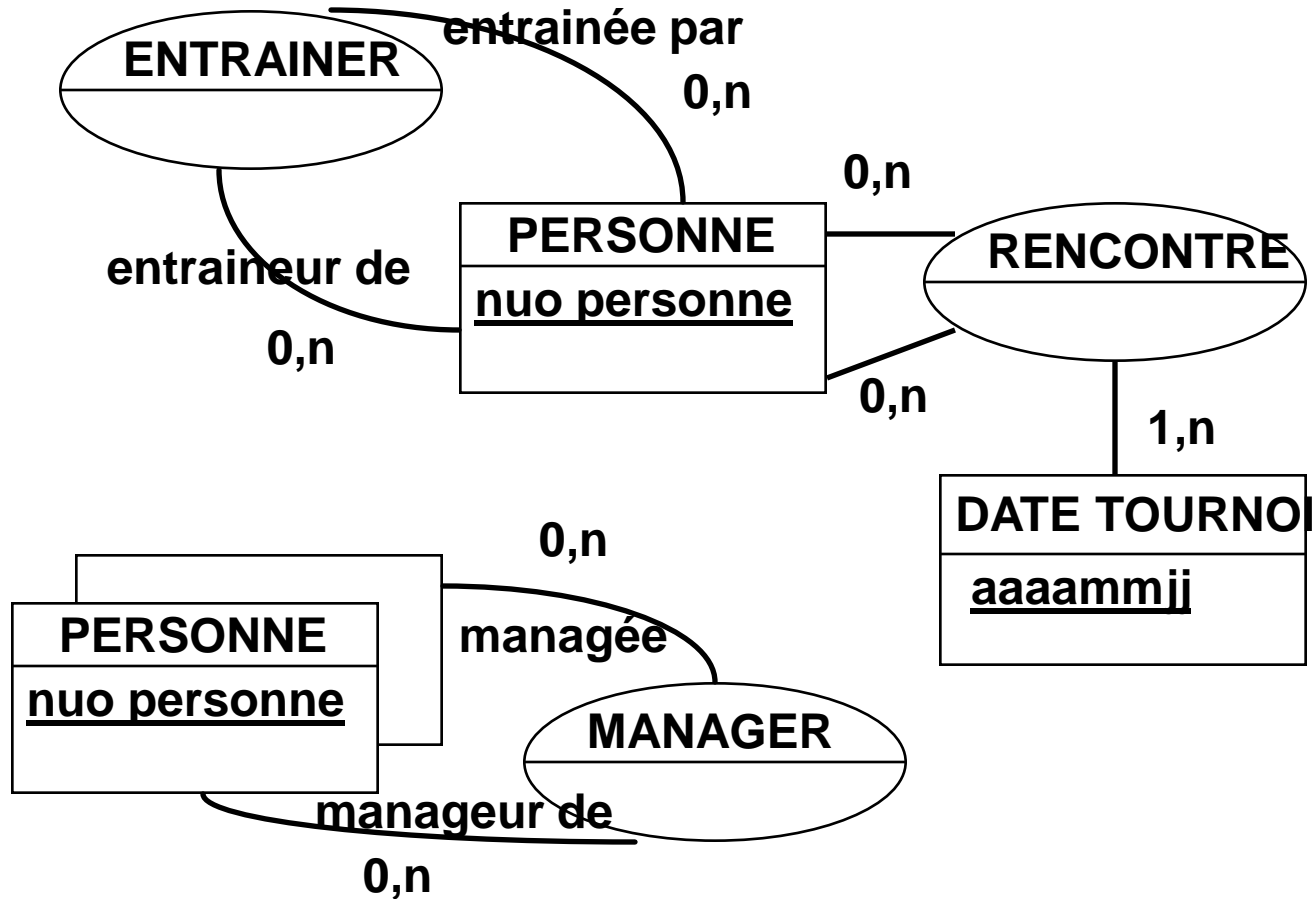 entrainée par
ENTRAINER
0,n
0,n
PERSONNE
RENCONTRE
entraineur de
nuo personne
0,n
0,n
1,n
DATE TOURNOI
0,n
aaaammjj
PERSONNE
managée
nuo personne
MANAGER
manageur de
0,n